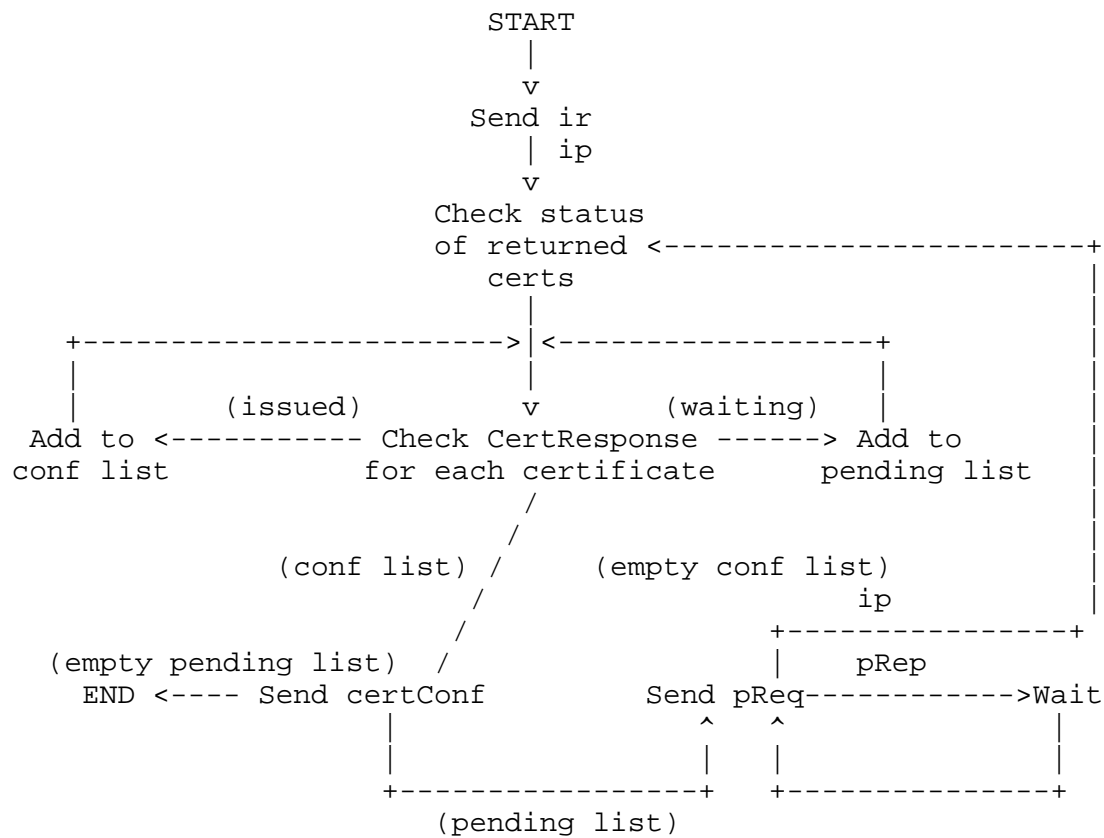 START
Send ir
ip
Check status
of returned
certs
(issued) (waiting)
Add to Check CertResponse Add to
conf list for each certificate pending list
(conf list) (empty conf list)
ip
(empty pending list) pRep
END Send certConf Send pReq Wait
(pending list)